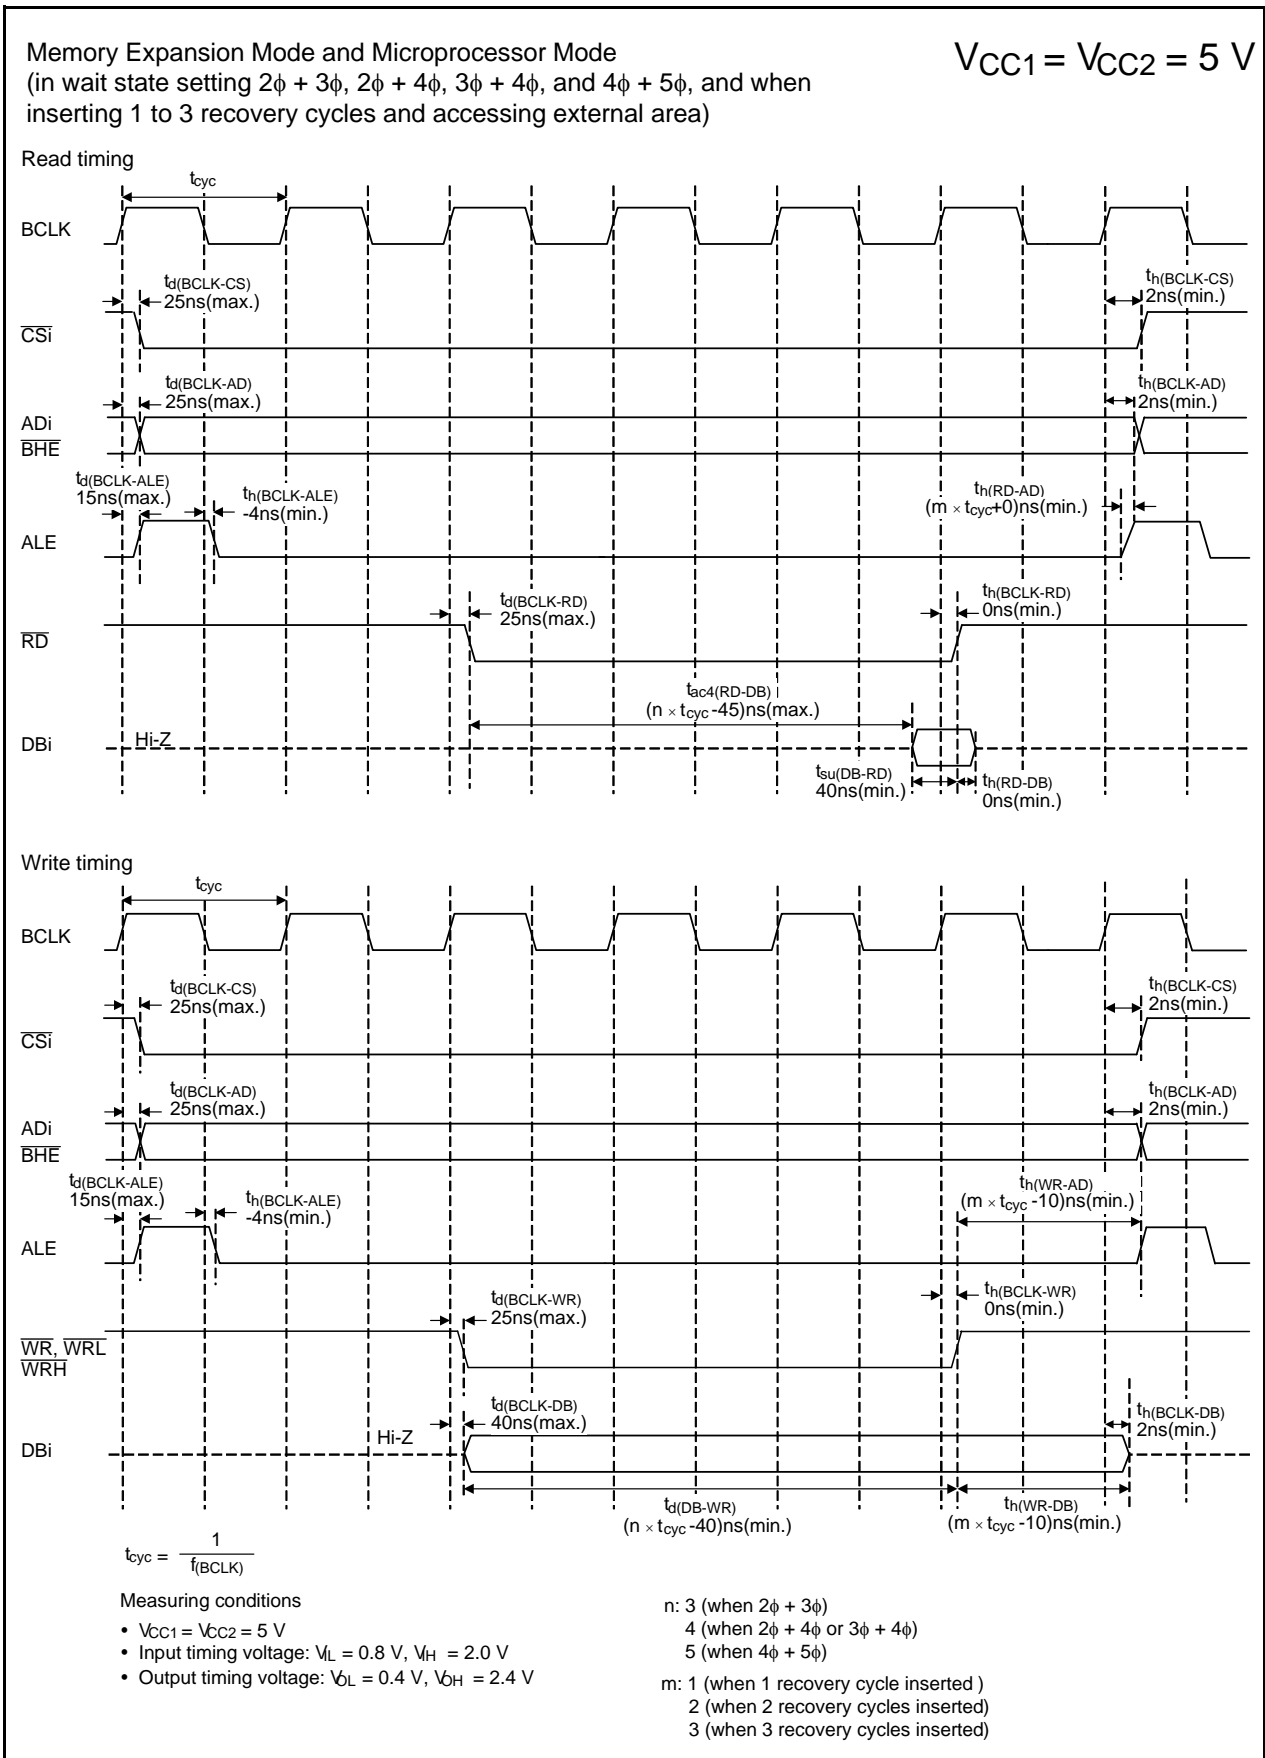 Memory Expansion Mode and Microprocessor Mode
(in wait state setting 2ϕ + 3ϕ, 2ϕ + 4ϕ, 3ϕ + 4ϕ, and 4ϕ + 5ϕ, and when
inserting 1 to 3 recovery cycles and accessing external area)
VCC1 = VCC2 = 5 V
Read timing
tcyc
BCLK
td(BCLK-CS)
25ns(max.)
th(BCLK-CS)
2ns(min.)
CSi
td(BCLK-AD)
25ns(max.)
th(BCLK-AD)
2ns(min.)
ADi
BHE
td(BCLK-ALE)
15ns(max.)
th(BCLK-ALE)
-4ns(min.)
th(RD-AD)
(m × tcyc+0)ns(min.)
ALE
td(BCLK-RD)
25ns(max.)
th(BCLK-RD)
0ns(min.)
RD
tac4(RD-DB)
(n × tcyc-45)ns(max.)
DBi
Hi-Z
tsu(DB-RD)
40ns(min.)
th(RD-DB)
0ns(min.)
Write timing
tcyc
BCLK
td(BCLK-CS)
25ns(max.)
th(BCLK-CS)
2ns(min.)
CSi
td(BCLK-AD)
25ns(max.)
th(BCLK-AD)
2ns(min.)
ADi
BHE
td(BCLK-ALE)
15ns(max.)
th(BCLK-ALE)
-4ns(min.)
th(WR-AD)
(m × tcyc-10)ns(min.)
ALE
td(BCLK-WR)
25ns(max.)
th(BCLK-WR)
0ns(min.)
WR, WRL
WRH
td(BCLK-DB)
40ns(max.)
th(BCLK-DB)
2ns(min.)
Hi-Z
DBi
td(DB-WR)
(n × tcyc-40)ns(min.)
th(WR-DB)
(m × tcyc-10)ns(min.)
tcyc = 1
f(BCLK)
Measuring conditions
• VCC1 = VCC2 = 5 V
• Input timing voltage: VIL = 0.8 V, VIH = 2.0 V
• Output timing voltage: VOL = 0.4 V, VOH = 2.4 V
n: 3 (when 2ϕ + 3ϕ)
4 (when 2ϕ + 4ϕ or 3ϕ + 4ϕ)
5 (when 4ϕ + 5ϕ)
m: 1 (when 1 recovery cycle inserted )
2 (when 2 recovery cycles inserted)
3 (when 3 recovery cycles inserted)